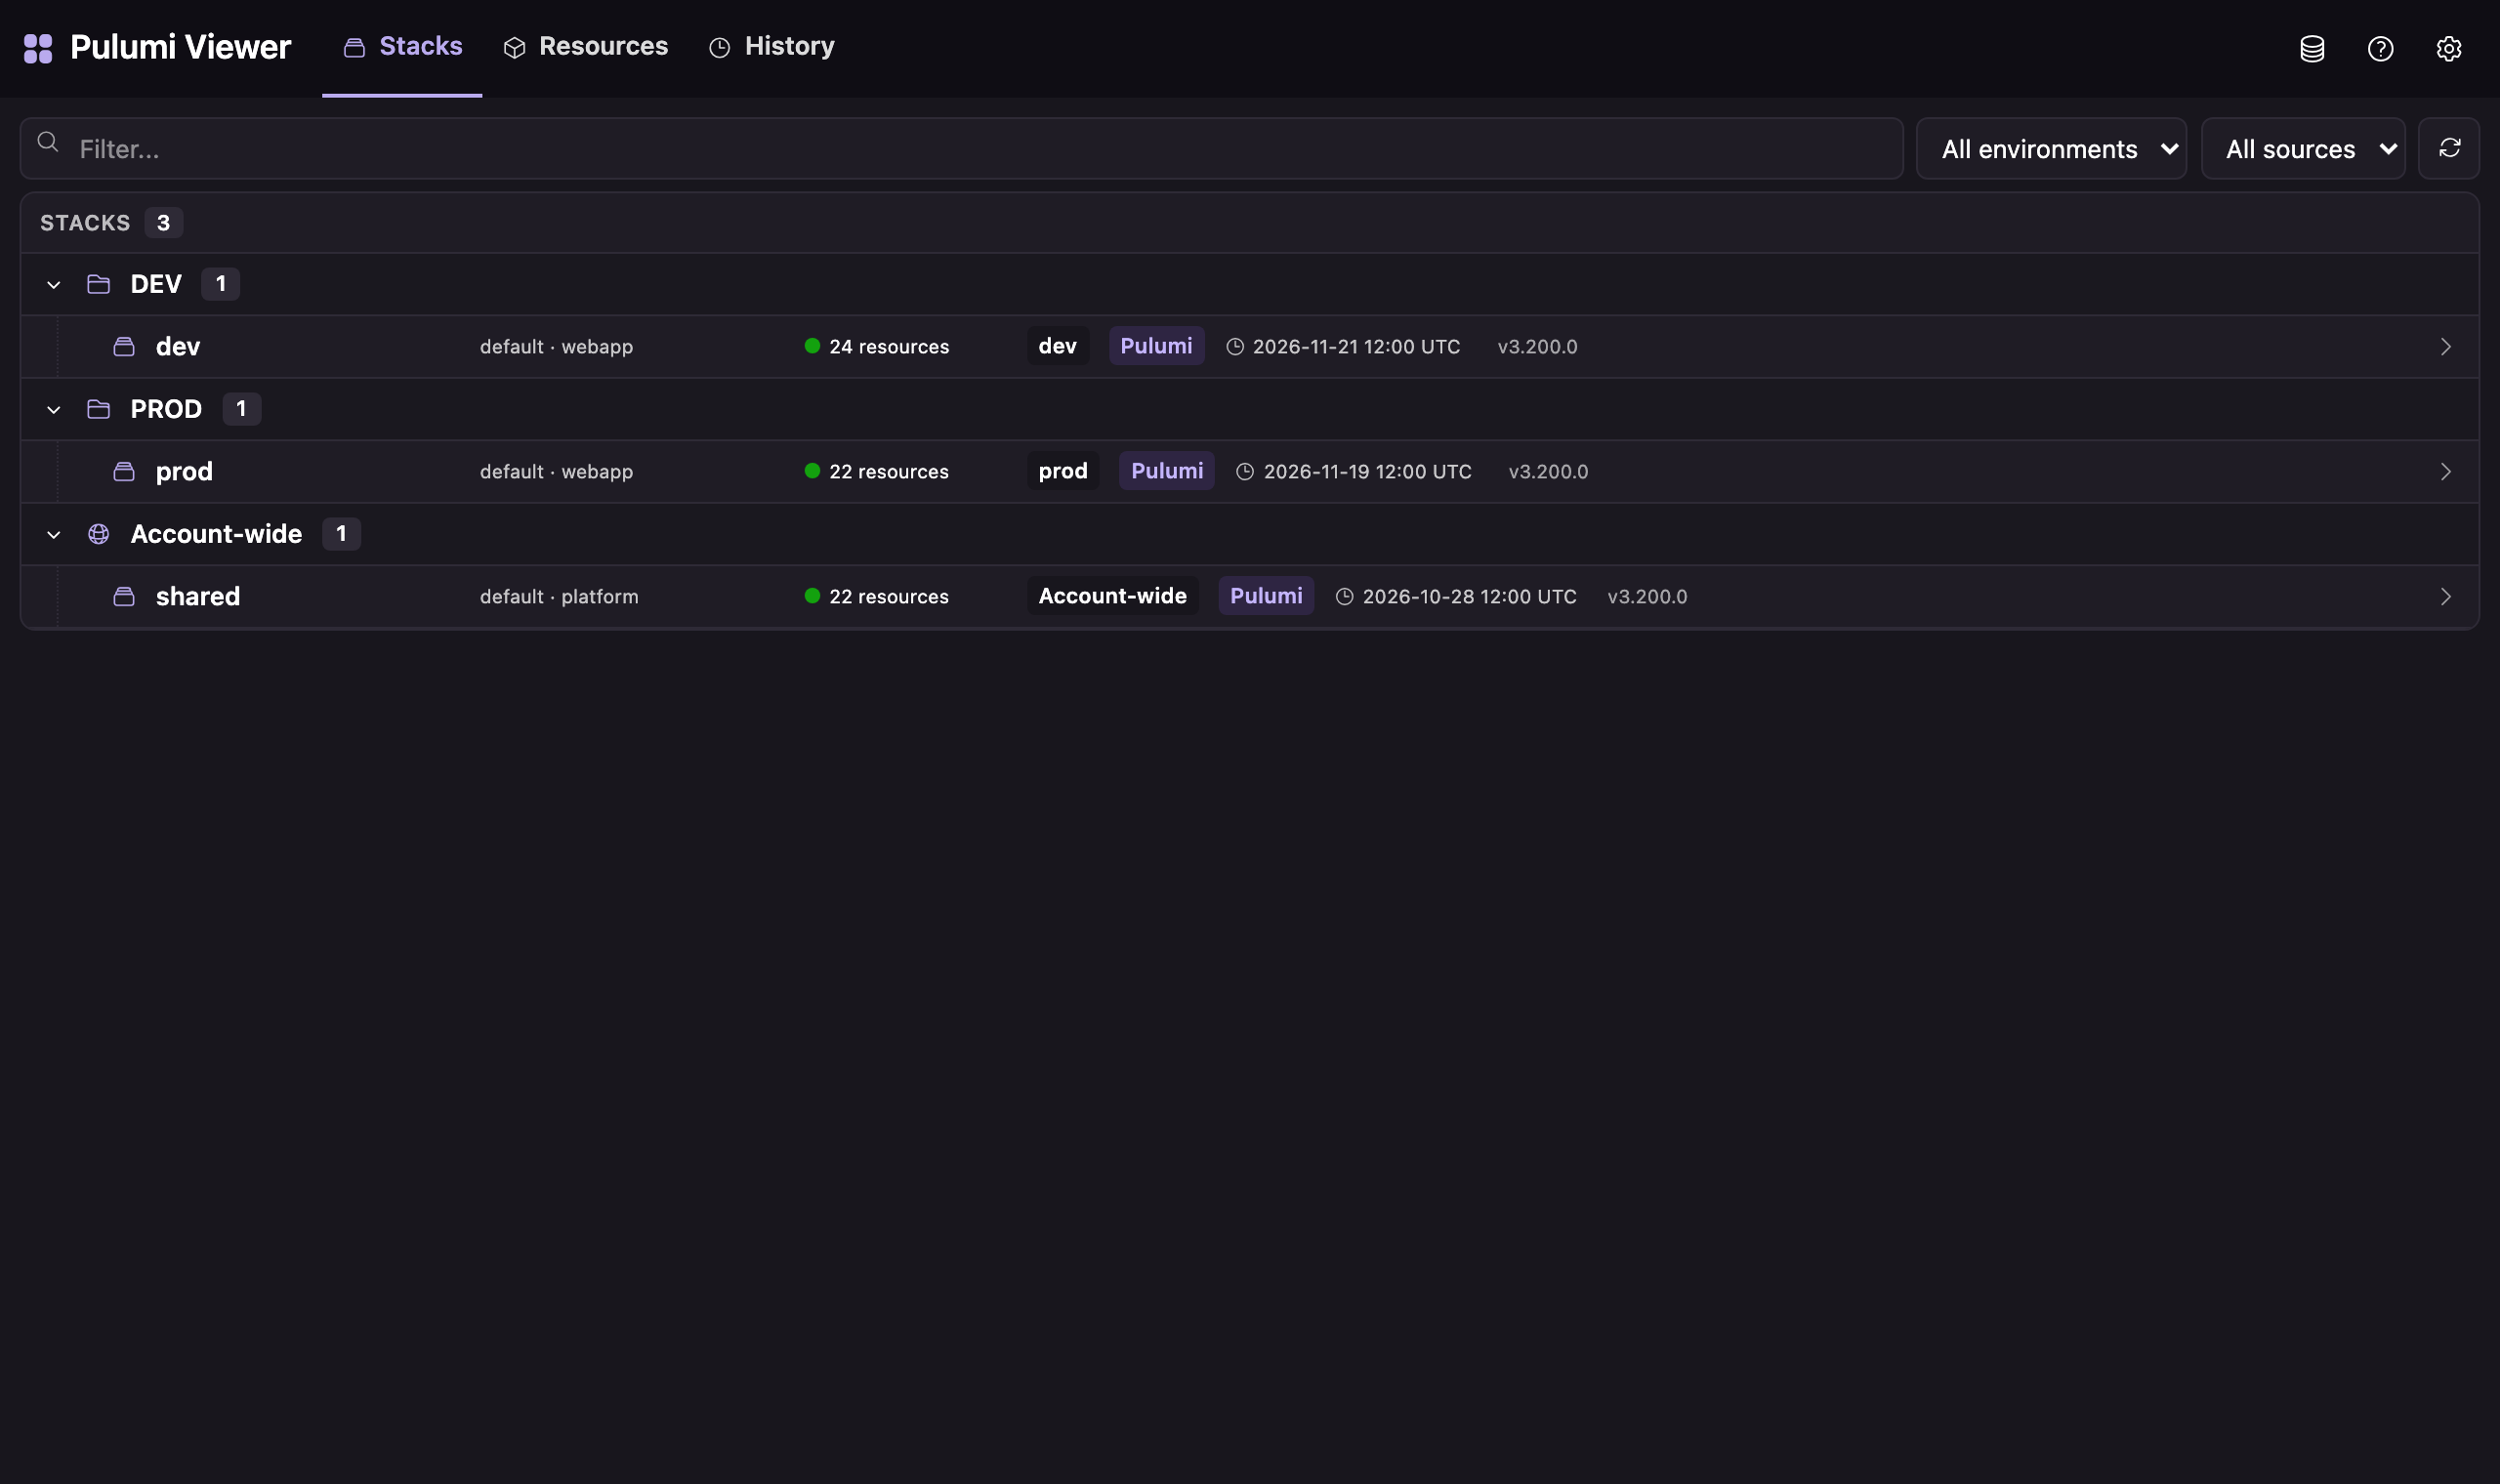 Pulumi Viewer Stacks Resources History
Filter... All environments All sources
STACKS 3
DEV 1
dev default · webapp 24 resources dev Pulumi 2026-11-21 12:00 UTC v3.200.0
PROD 1
prod default · webapp 22 resources prod Pulumi 2026-11-19 12:00 UTC v3.200.0
Account-wide 1
shared default · platform 22 resources Account-wide Pulumi 2026-10-28 12:00 UTC v3.200.0